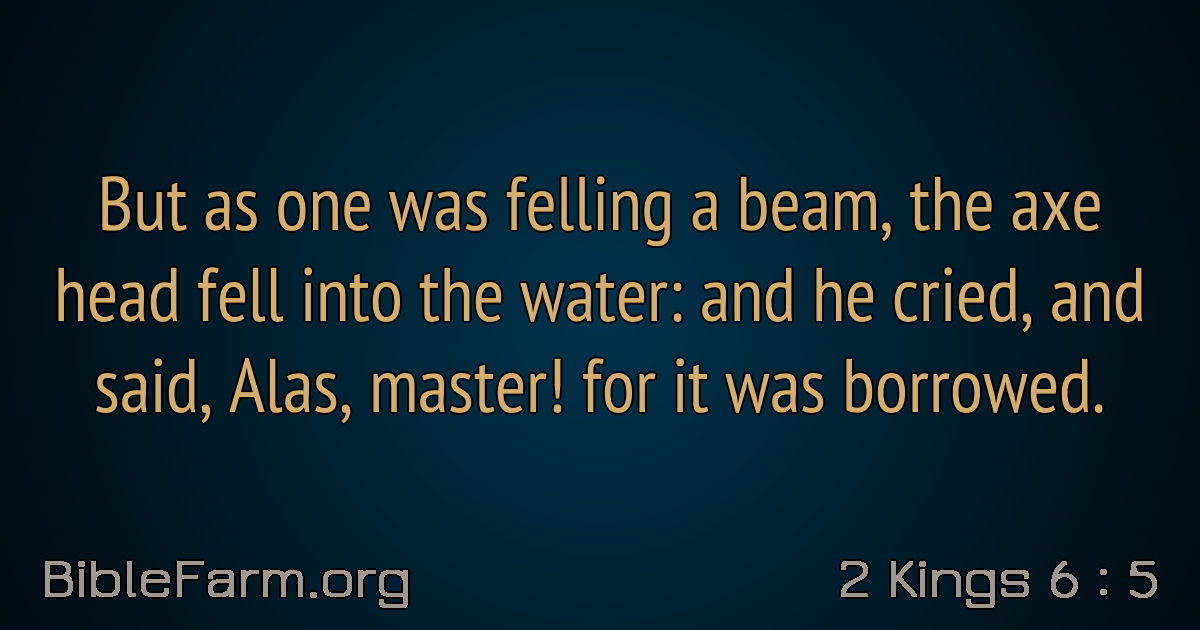 But as one was felling a beam, the axe
head fell into the water: and he cried, and
said, Alas, master! for it was borrowed.
BibleFarm.org
2 Kings 6 : 5